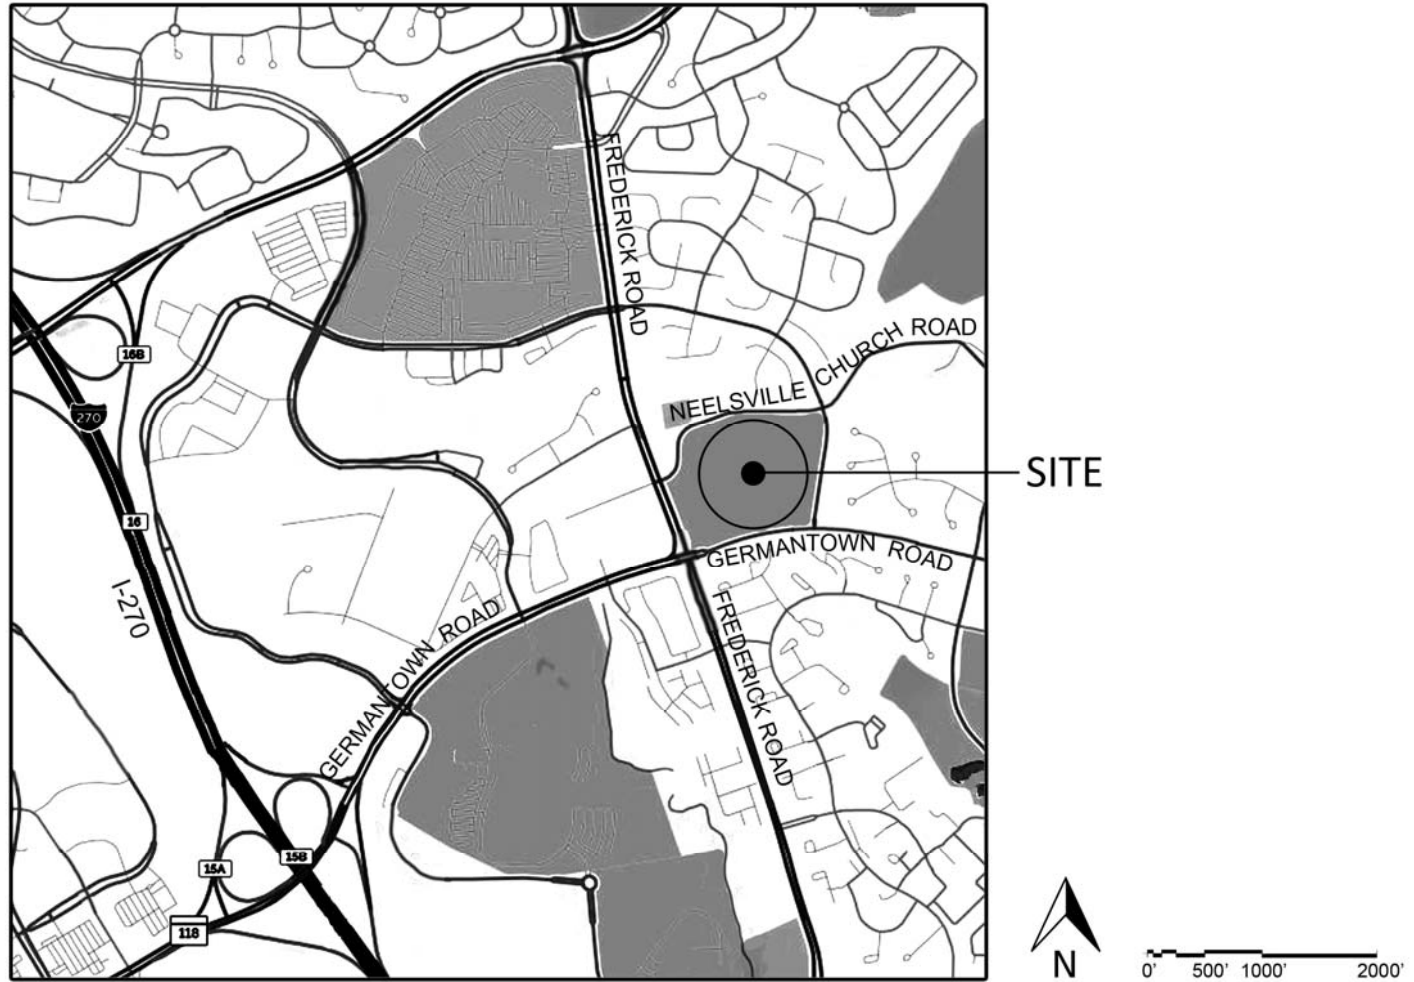 FREDERICK ROAD
NEELSVILLE CHURCH ROAD
16B
270
SITE
16
GERMANTOWN ROAD
I-270
GERMANTOWN ROAD
FREDERICK ROAD
15B
15A
118
N
0' 500' 1000' 2000'